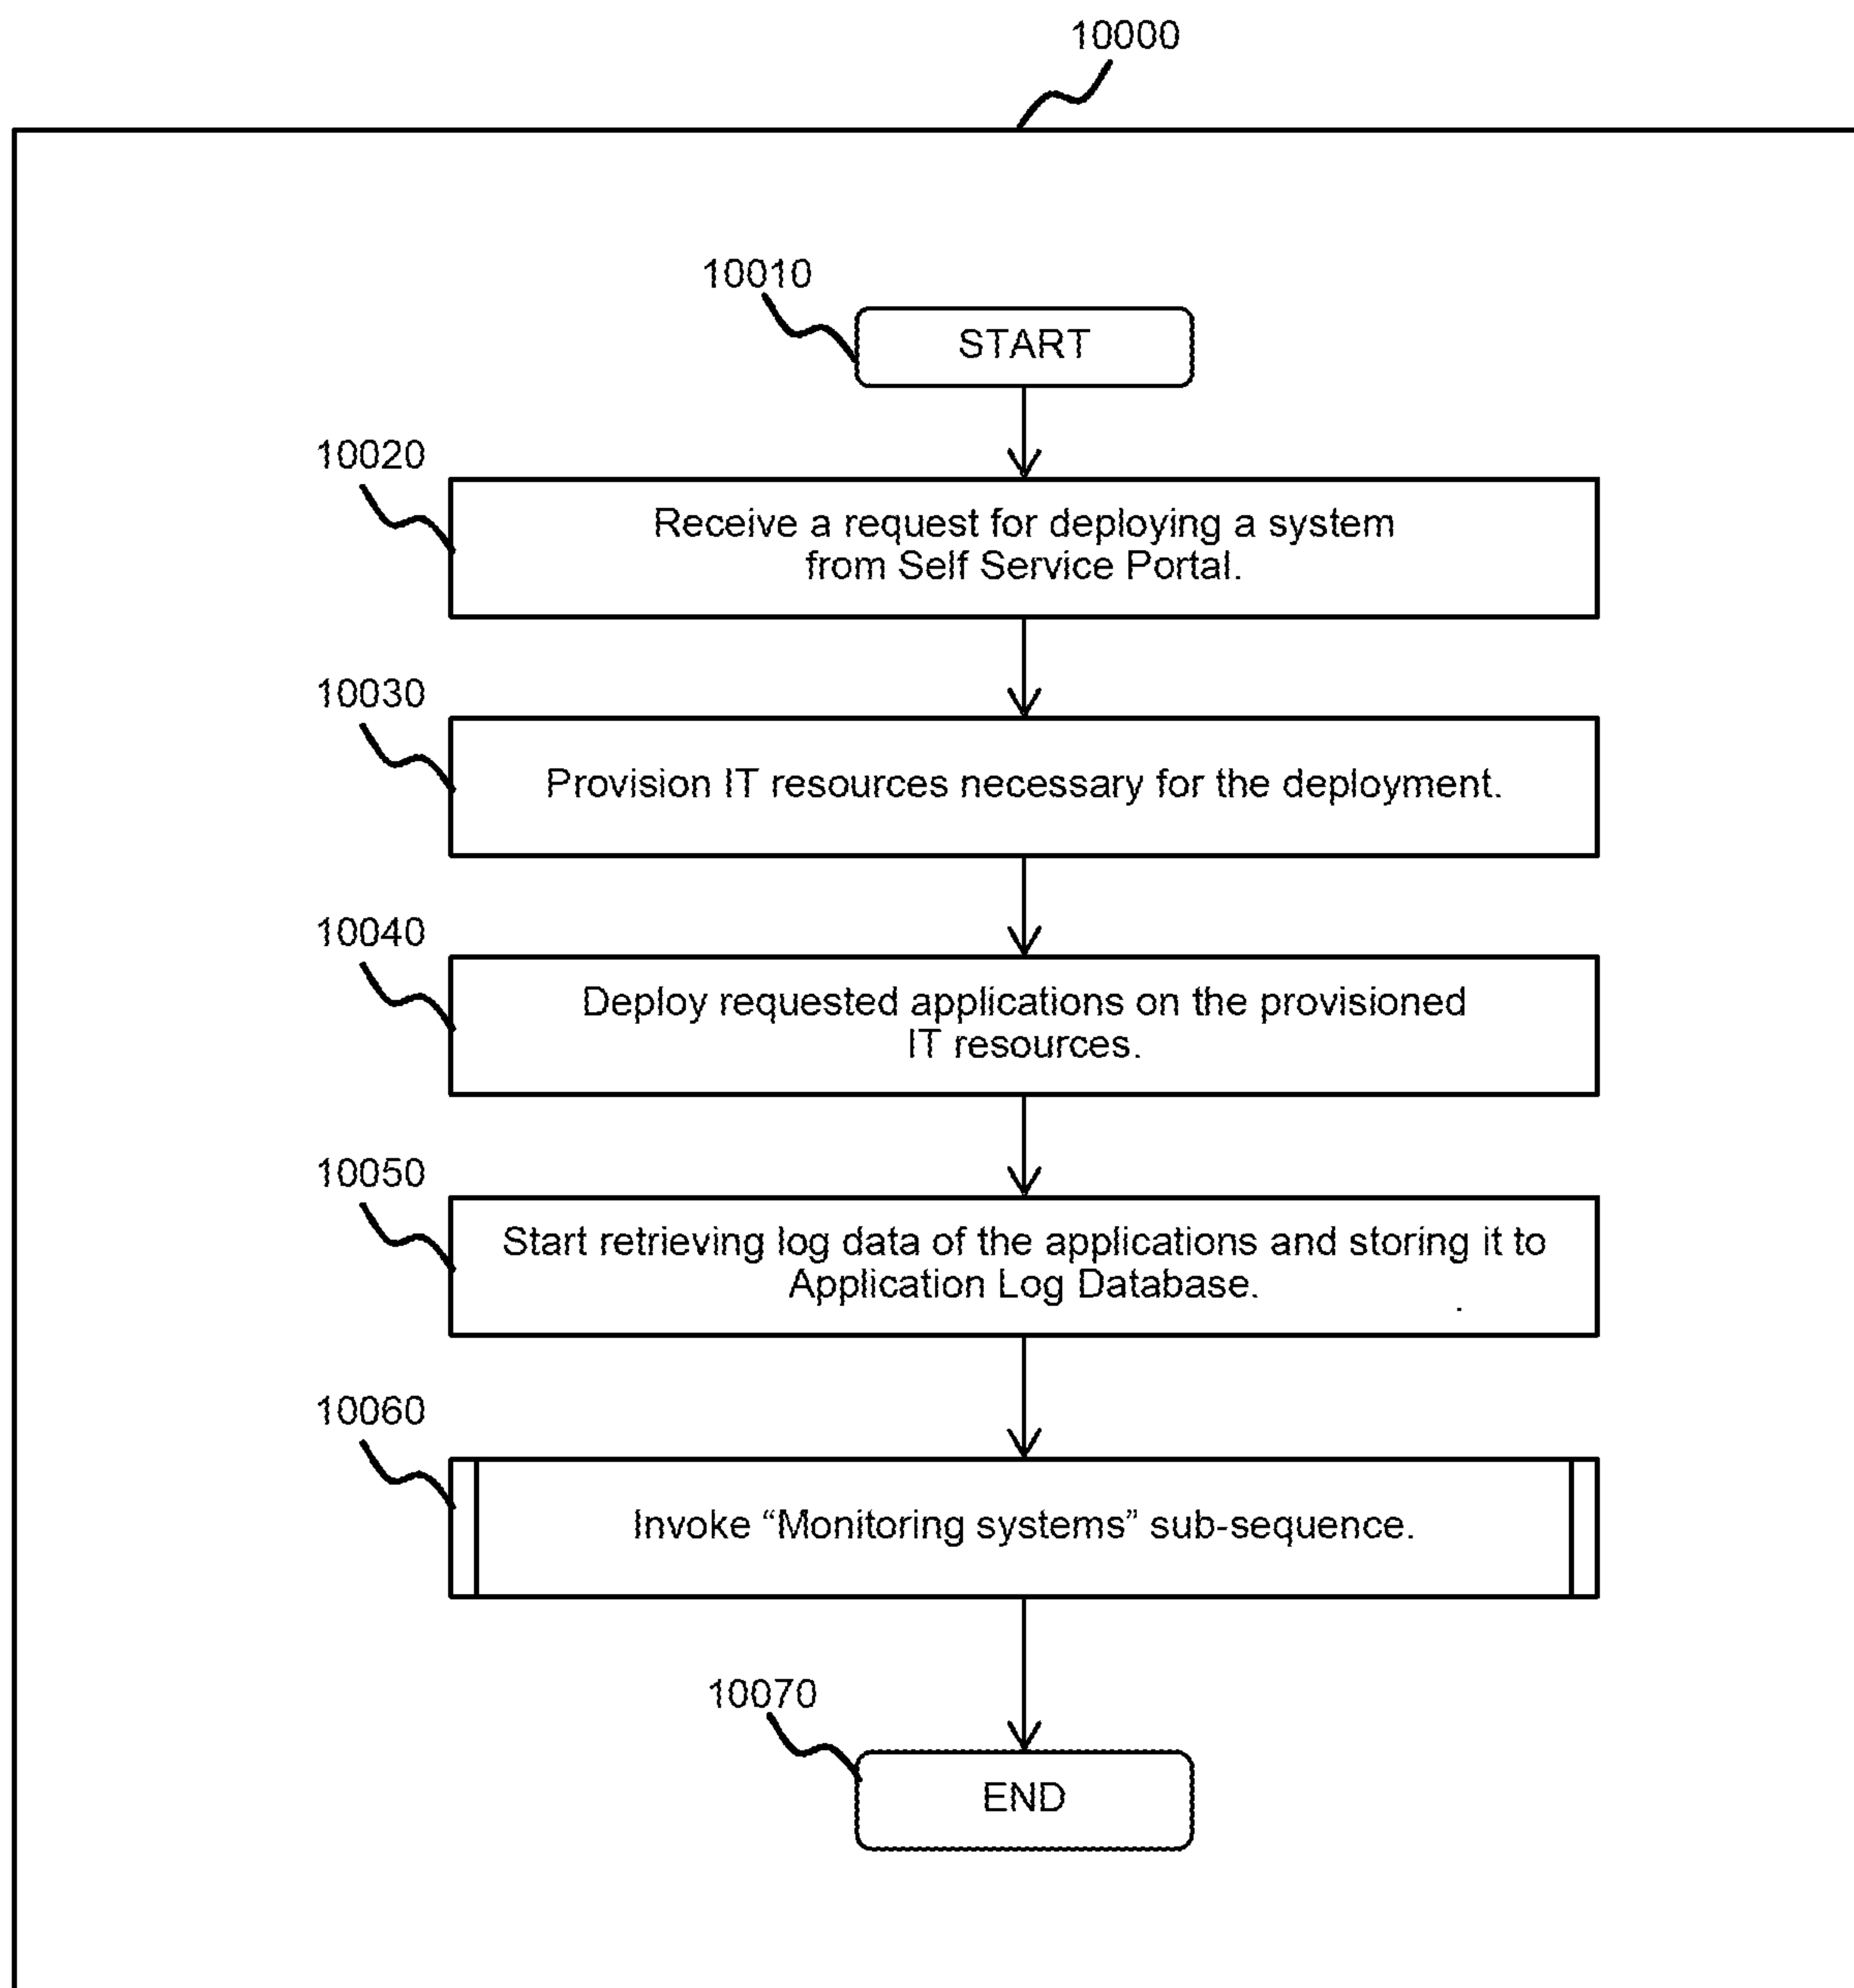 10000
10010
START
10020
Receive a request for deploying a system
from Self Service Portal.
10030
Provision IT resources necessary for the deployment.
10040
Deploy requested applications on the provisioned
IT resources.
10050
Start retrieving log data of the applications and storing it to
Application Log Database.
10060
Invoke “Monitoring systems” sub-sequence.
10070
END